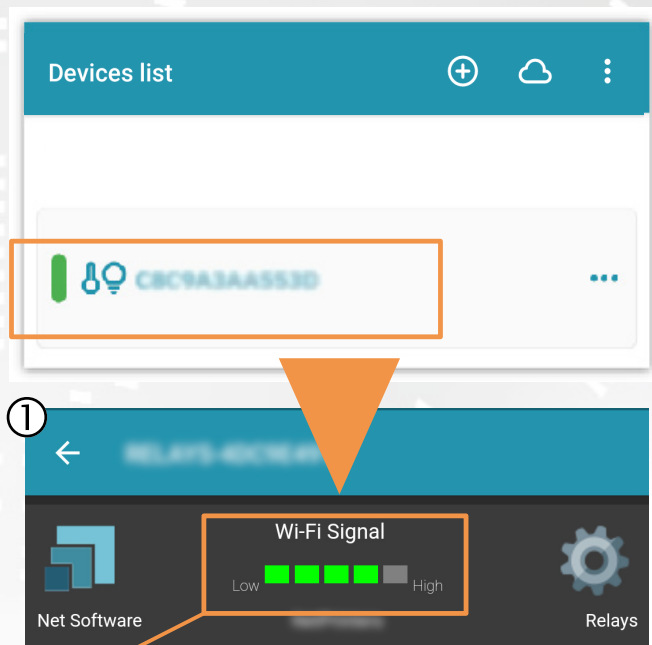 Devices list
①
Wi-Fi Signal
Low High
Net Software
Relays